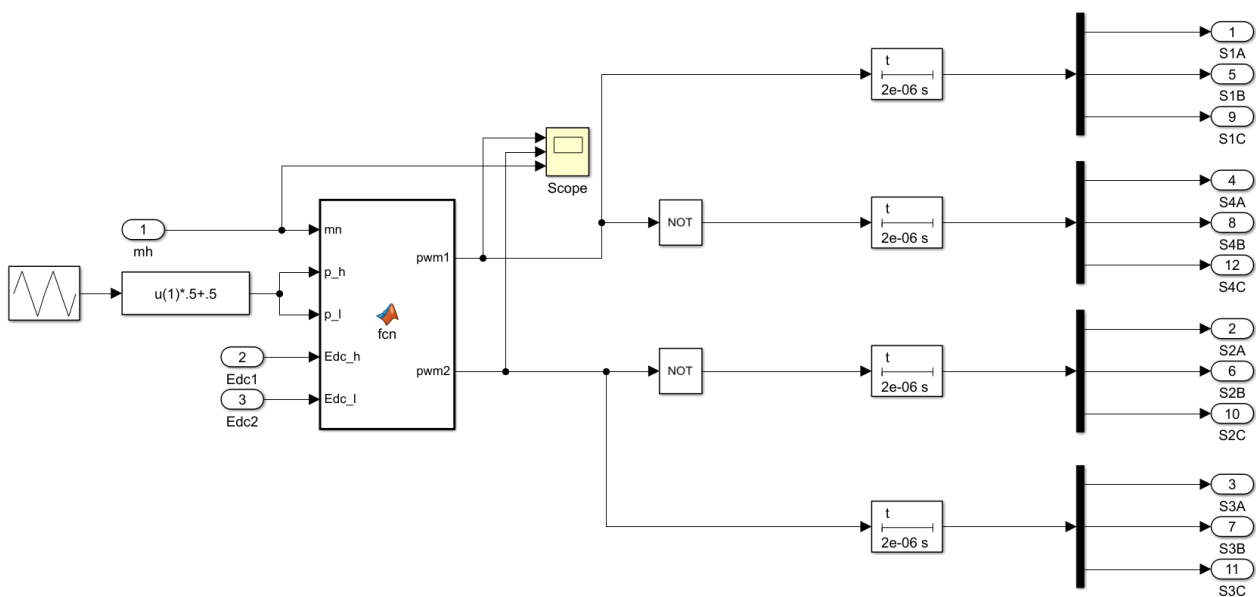 t
2e-06 s
1
S1A
5
S1B
9
S1C
Scope
1
mh
mn
p_h
p_l
Edc_h
Edc_l
fcn
pwm1
pwm2
u(1)*.5+.5
2
Edc1
3
Edc2
NOT
t
2e-06 s
4
S4A
8
S4B
12
S4C
NOT
t
2e-06 s
2
S2A
6
S2B
10
S2C
t
2e-06 s
3
S3A
7
S3B
11
S3C